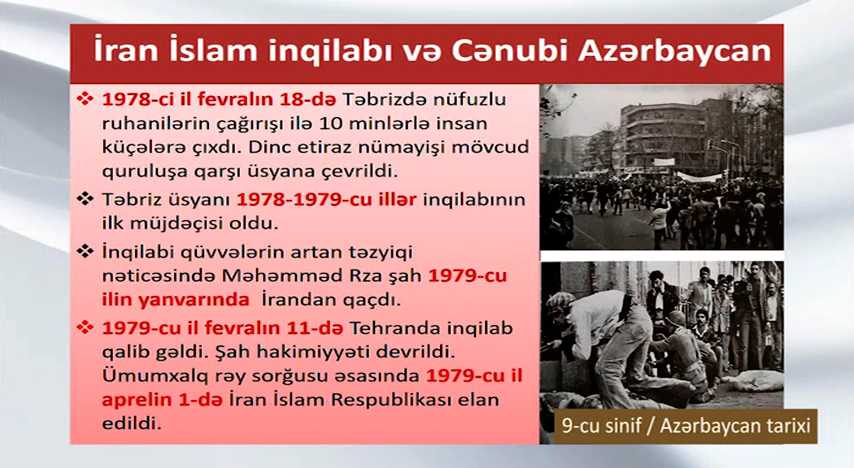 İran İslam inqilabı və Cənubi Azərbaycan
❖ 1978-ci il fevralın 18-də Təbrizdə nüfuzlu
ruhanilərin çağırışı ilə 10 minlərlə insan
küçələrə çıxdı. Dinc etiraz nümayişi mövcud
quruluşa qarşı üsyana çevrildi.
❖ Təbriz üsyanı 1978-1979-cu illər inqilabının
ilk müjdəçisi oldu.
❖ İnqilabi qüvvələrin artan təzyiqi
nəticəsində Məhəmməd Rza şah 1979-cu
ilin yanvarında İrandan qaçdı.
❖ 1979-cu il fevralın 11-də Tehranda inqilab
qalib gəldi. Şah hakimiyyəti devrildi.
Ümumxalq rəy sorğusu əsasında 1979-cu il
aprelin 1-də İran İslam Respublikası elan
edildi.
9-cu sinif / Azərbaycan tarixi